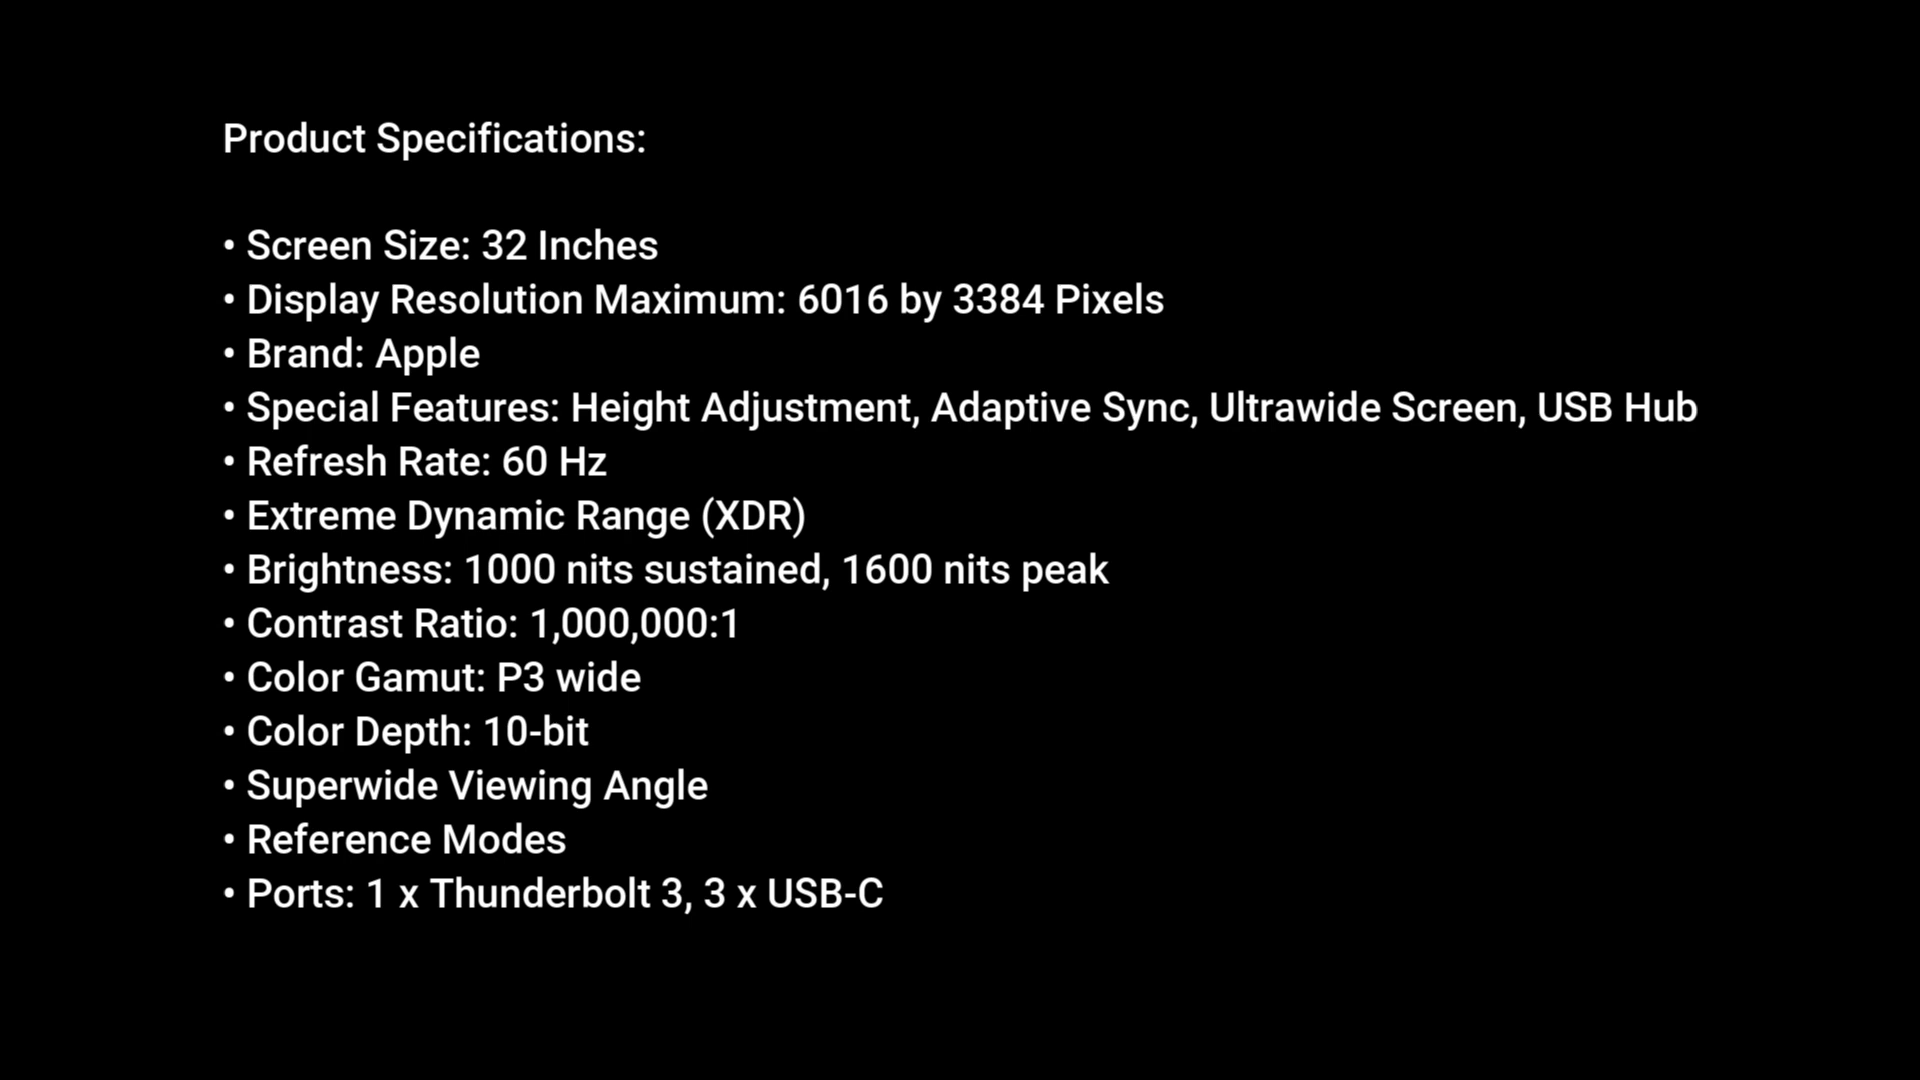 Product Specifications:
• Screen Size: 32 Inches
• Display Resolution Maximum: 6016 by 3384 Pixels
• Brand: Apple
• Special Features: Height Adjustment, Adaptive Sync, Ultrawide Screen, USB Hub
• Refresh Rate: 60 Hz
• Extreme Dynamic Range (XDR)
• Brightness: 1000 nits sustained, 1600 nits peak
• Contrast Ratio: 1,000,000:1
• Color Gamut: P3 wide
• Color Depth: 10-bit
• Superwide Viewing Angle
• Reference Modes
• Ports: 1 x Thunderbolt 3, 3 x USB-C